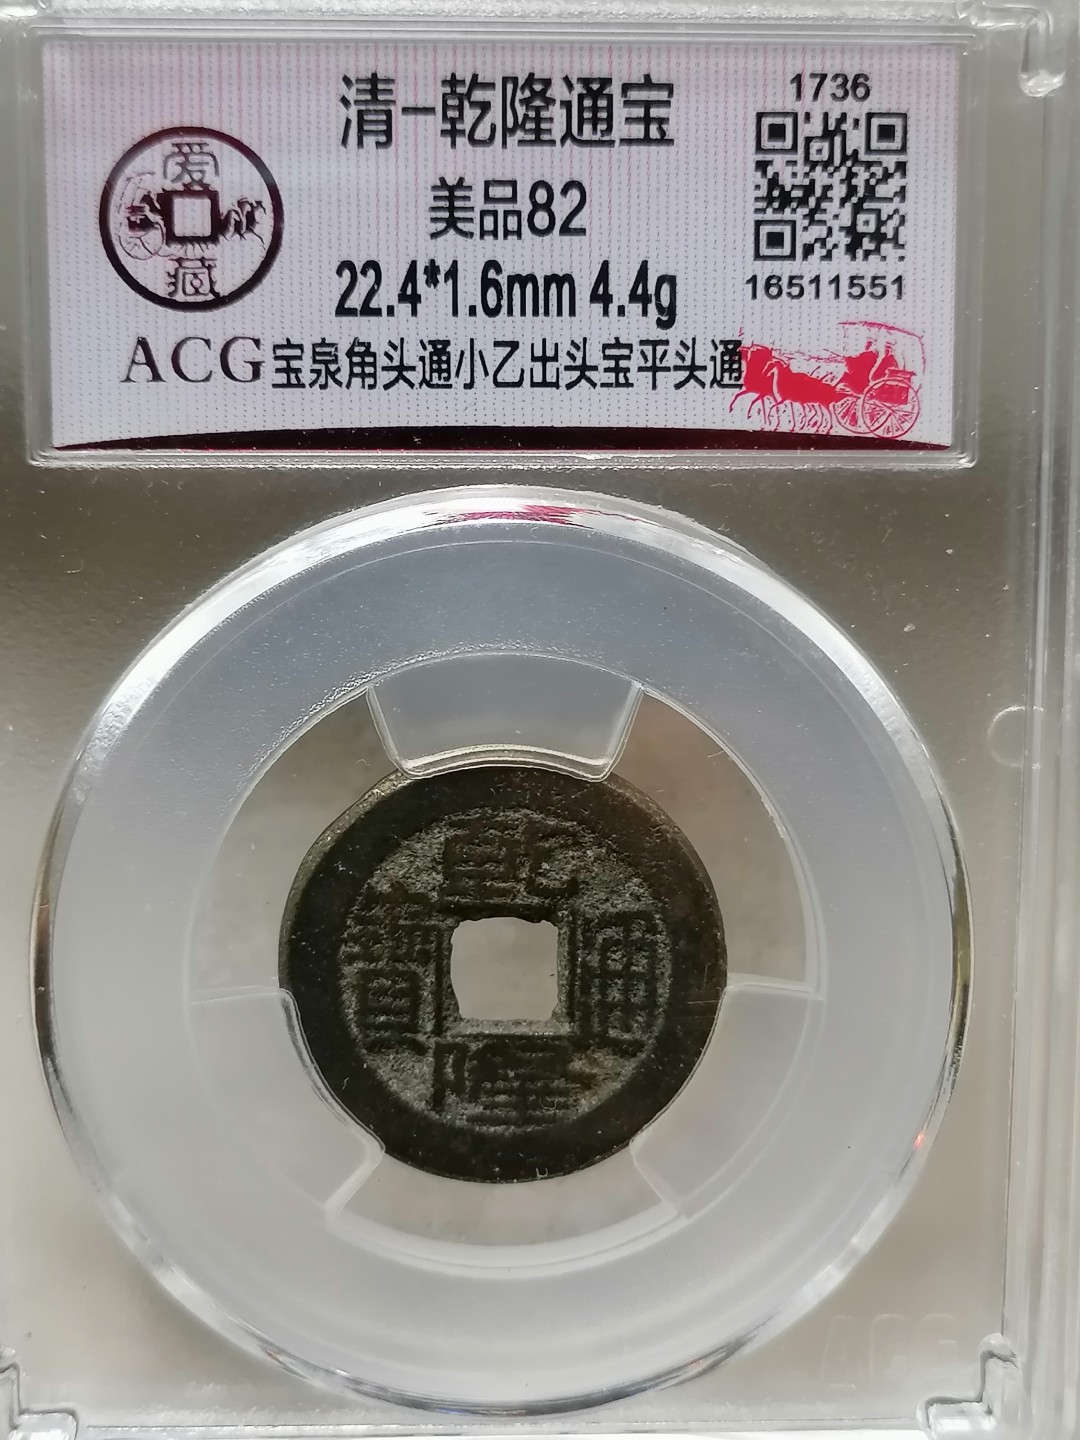 清-乾隆通宝
1736
爱藏
美品82
22.4*1.6mm 4.4g
16511551
ACG宝泉角头通小乙出头宝平头通
乾隆通寶
ACG